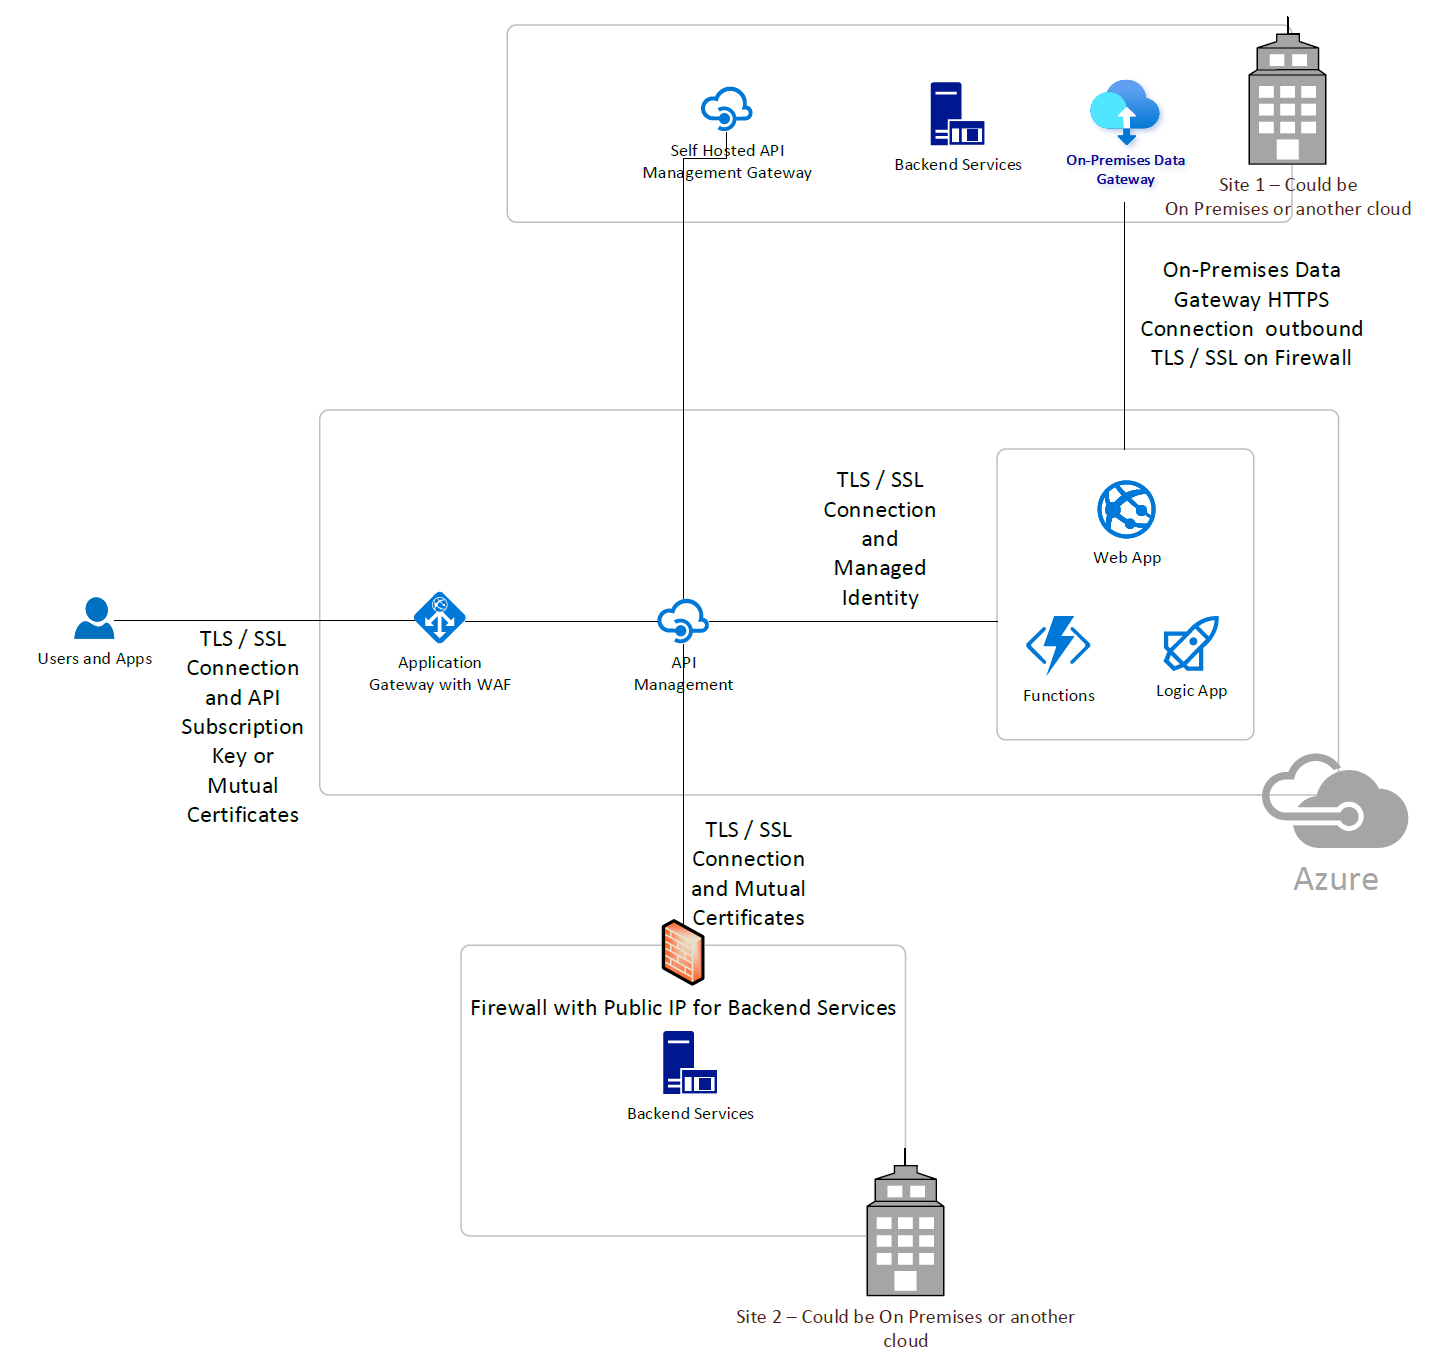 Self Hosted API
Management Gateway
Backend Services
On-Premises Data
Gateway
Site 1 – Could be
On Premises or another cloud
On-Premises Data
Gateway HTTPS
Connection outbound
TLS / SSL on Firewall
TLS / SSL
Connection
and
Managed
Identity
Web App
Functions
Logic App
Users and Apps
TLS / SSL
Connection
and API
Subscription
Key or
Mutual
Certificates
Application
Gateway with WAF
API
Management
Azure
TLS / SSL
Connection
and Mutual
Certificates
Firewall with Public IP for Backend Services
Backend Services
Site 2 – Could be On Premises or another
cloud